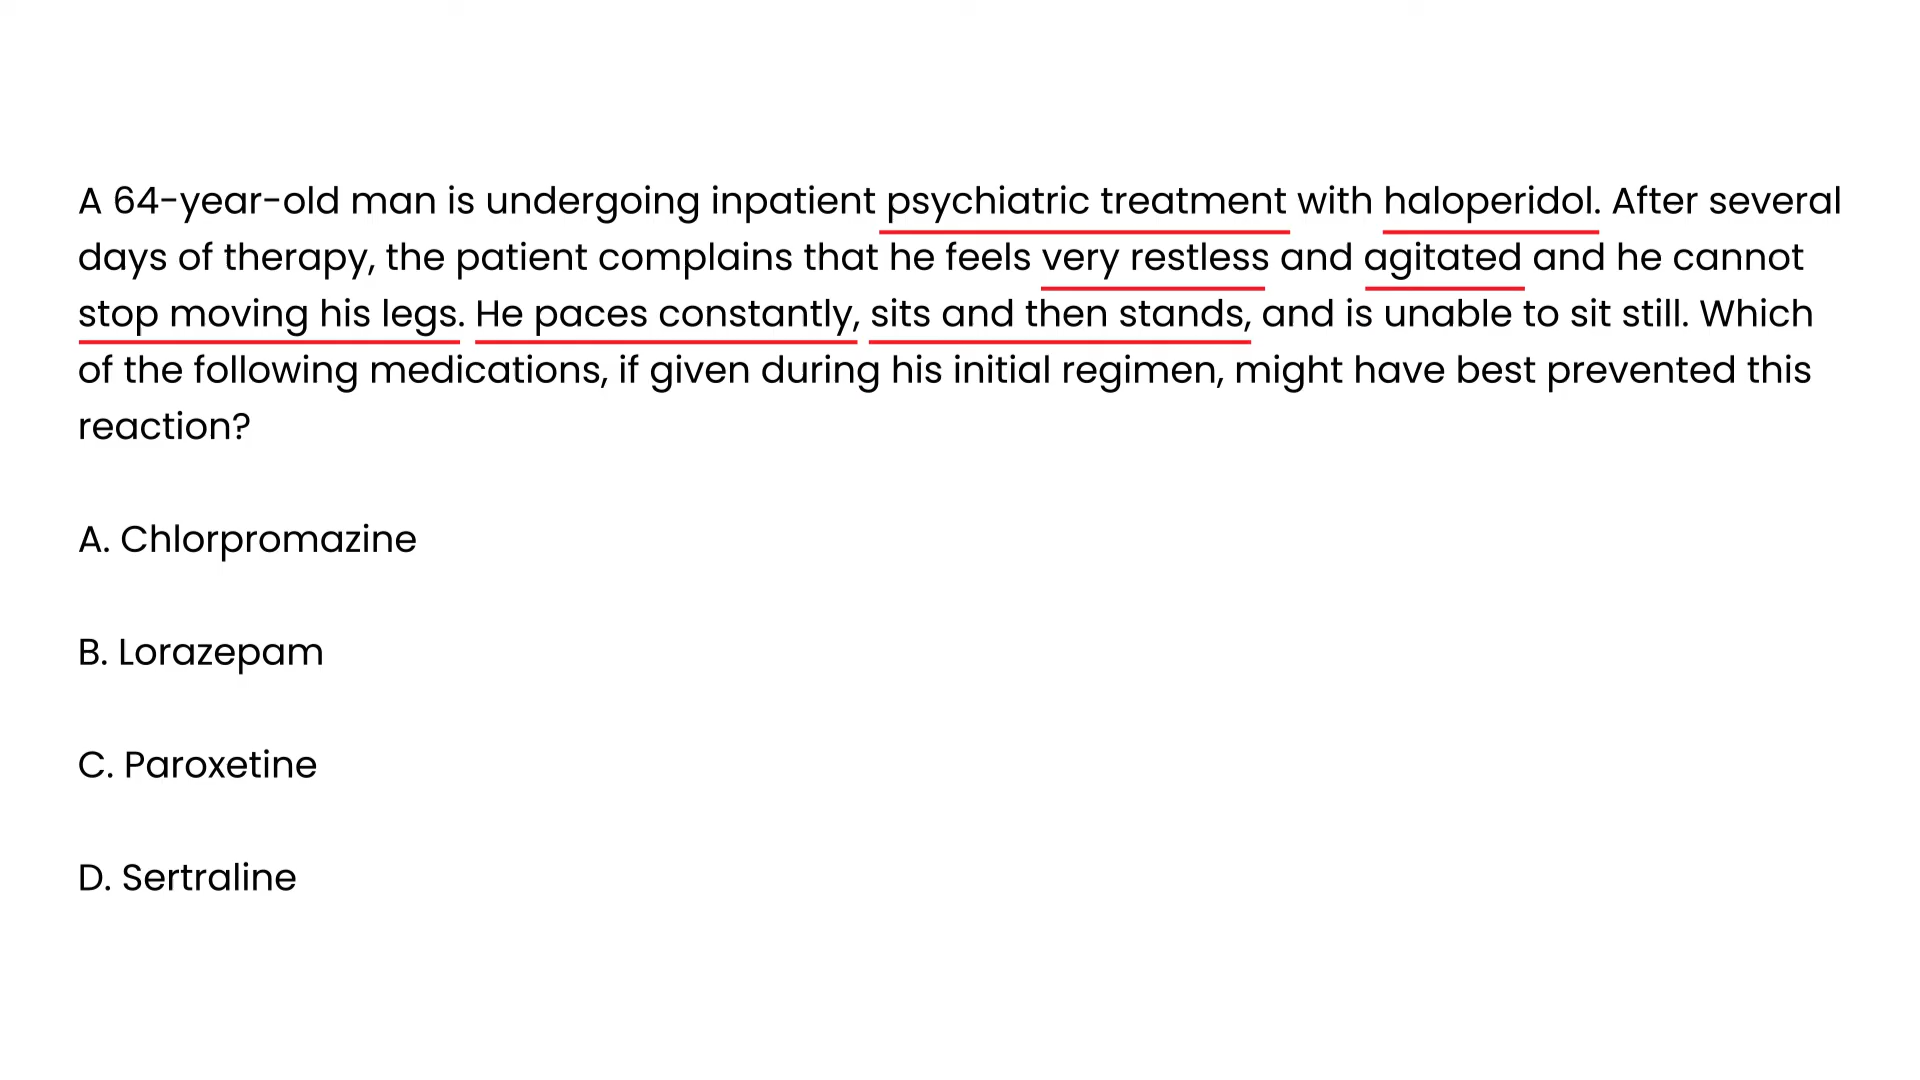 A 64-year-old man is undergoing inpatient psychiatric treatment with haloperidol. After several
days of therapy, the patient complains that he feels very restless and agitated and he cannot
stop moving his legs. He paces constantly, sits and then stands, and is unable to sit still. Which
of the following medications, if given during his initial regimen, might have best prevented this
reaction?
A. Chlorpromazine
B. Lorazepam
C. Paroxetine
D. Sertraline